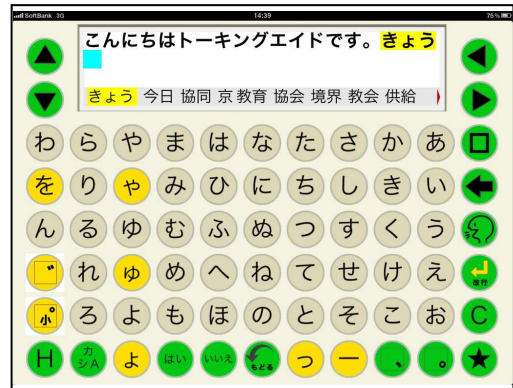 SoftBank 3G 14:39 75%
こんにちはトーキングエイドです。きょう
きょう 今日 協同 京 教育 協会 境界 教会 供給
わ ら や ま は な た さ か あ
を り ゃ み ひ に ち し き い
ん る ゆ む ふ ぬ つ す く う
゛ れ ゅ め へ ね て せ け え 改行
小 ゜ ろ よ も ほ の と そ こ お C
H カシA ょ はい いいえ もどる っ ー 、 。 ★